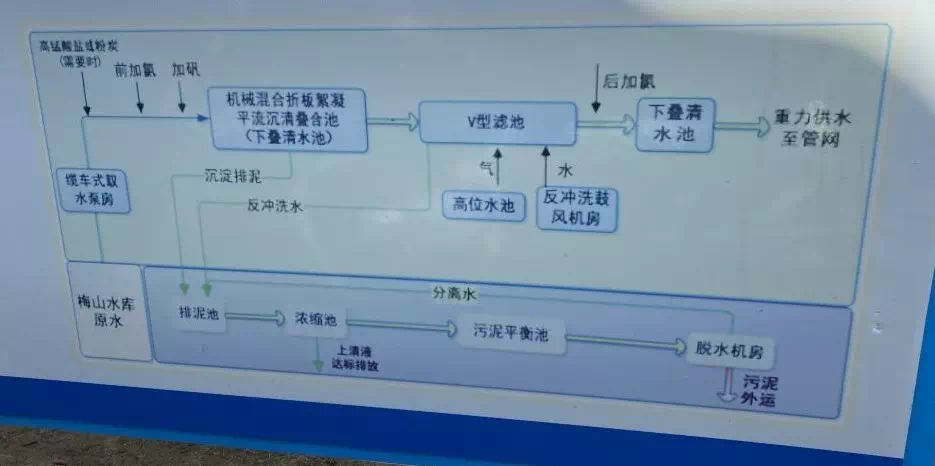 高锰酸盐或粉炭
(需要时)
前加氯
加矾
机械混合折板絮凝
平流沉清叠合池
(下叠清水池)
V型滤池
后加氯
下叠清
水池
重力供水
至管网
缆车式取
水泵房
沉淀排泥
反冲洗水
气
水
高位水池
反冲洗鼓
风机房
梅山水库
原水
分离水
排泥池
浓缩池
污泥平衡池
脱水机房
上清液
达标排放
污泥
外运